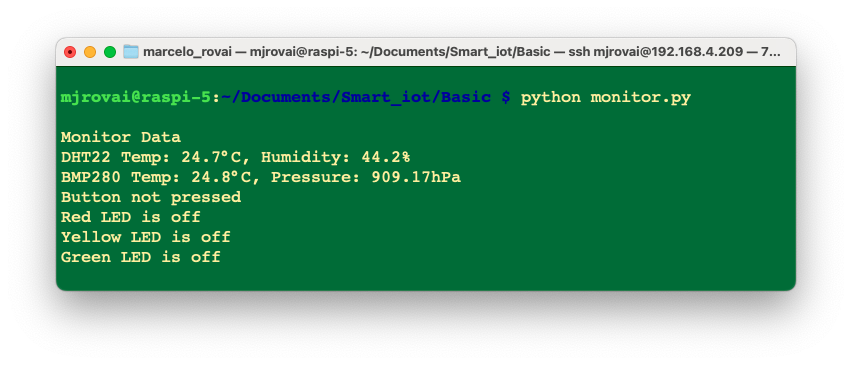 marcelo_rovai — mjrovai@raspi-5: ~/Documents/Smart_iot/Basic — ssh mjrovai@192.168.4.209 — 7...
mjrovai@raspi-5:~/Documents/Smart_iot/Basic $ python monitor.py
Monitor Data
DHT22 Temp: 24.7°C, Humidity: 44.2%
BMP280 Temp: 24.8°C, Pressure: 909.17hPa
Button not pressed
Red LED is off
Yellow LED is off
Green LED is off